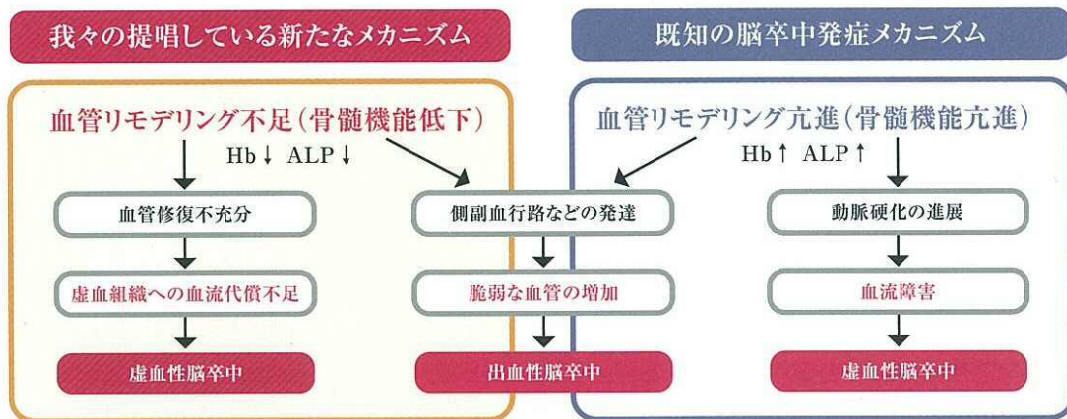 我々の提唱している新たなメカニズム
既知の脳卒中発症メカニズム
血管リモデリング不足(骨髄機能低下)
血管リモデリング亢進(骨髄機能亢進)
Hb↓ ALP↓
Hb↑ ALP↑
血管修復不充分
側副血行路などの発達
動脈硬化の進展
虚血組織への血流代償不足
脆弱な血管の増加
血流障害
虚血性脳卒中
出血性脳卒中
虚血性脳卒中